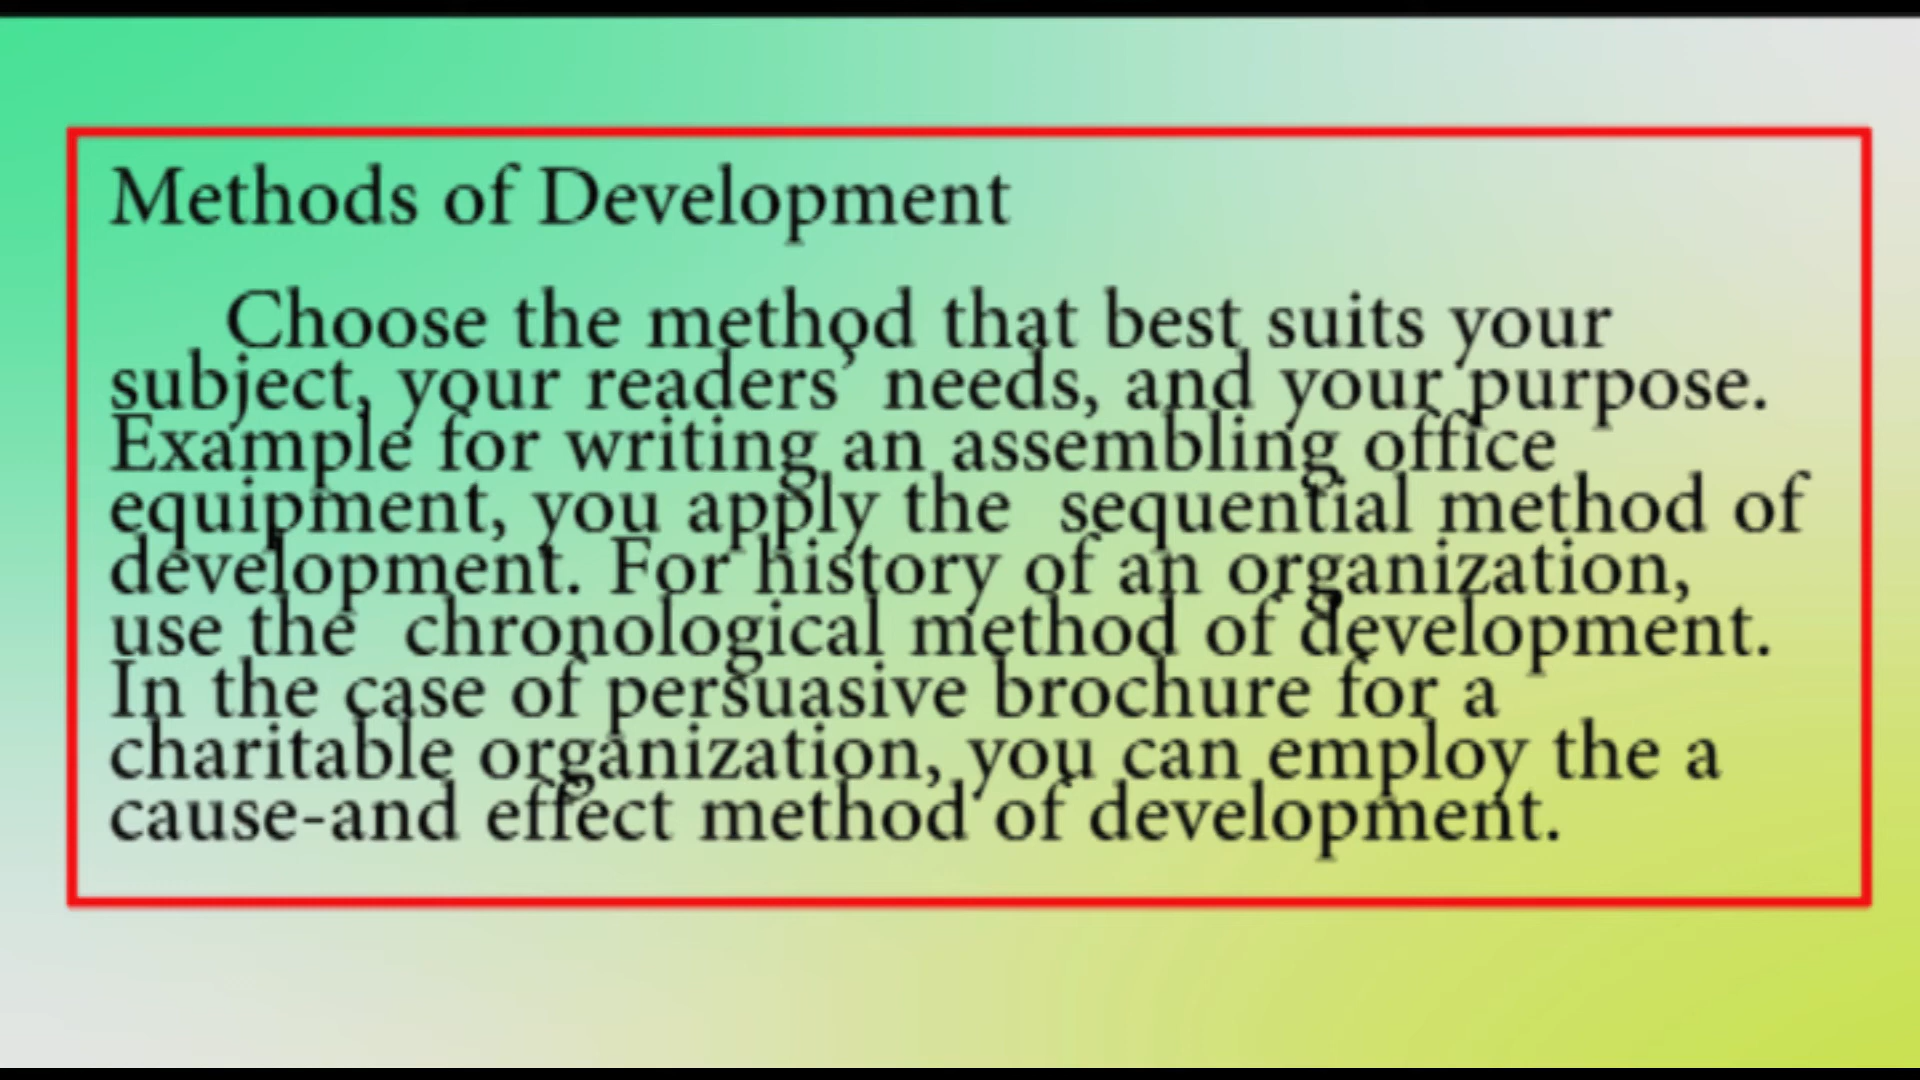 Methods of Development
Choose the method that best suits your
subject, your readers’ needs, and your purpose.
Example for writing an assembling office
equipment, you apply the sequential method of
development. For history of an organization,
use the chronological method of development.
In the case of persuasive brochure for a
charitable organization, you can employ the a
cause-and effect method of development.